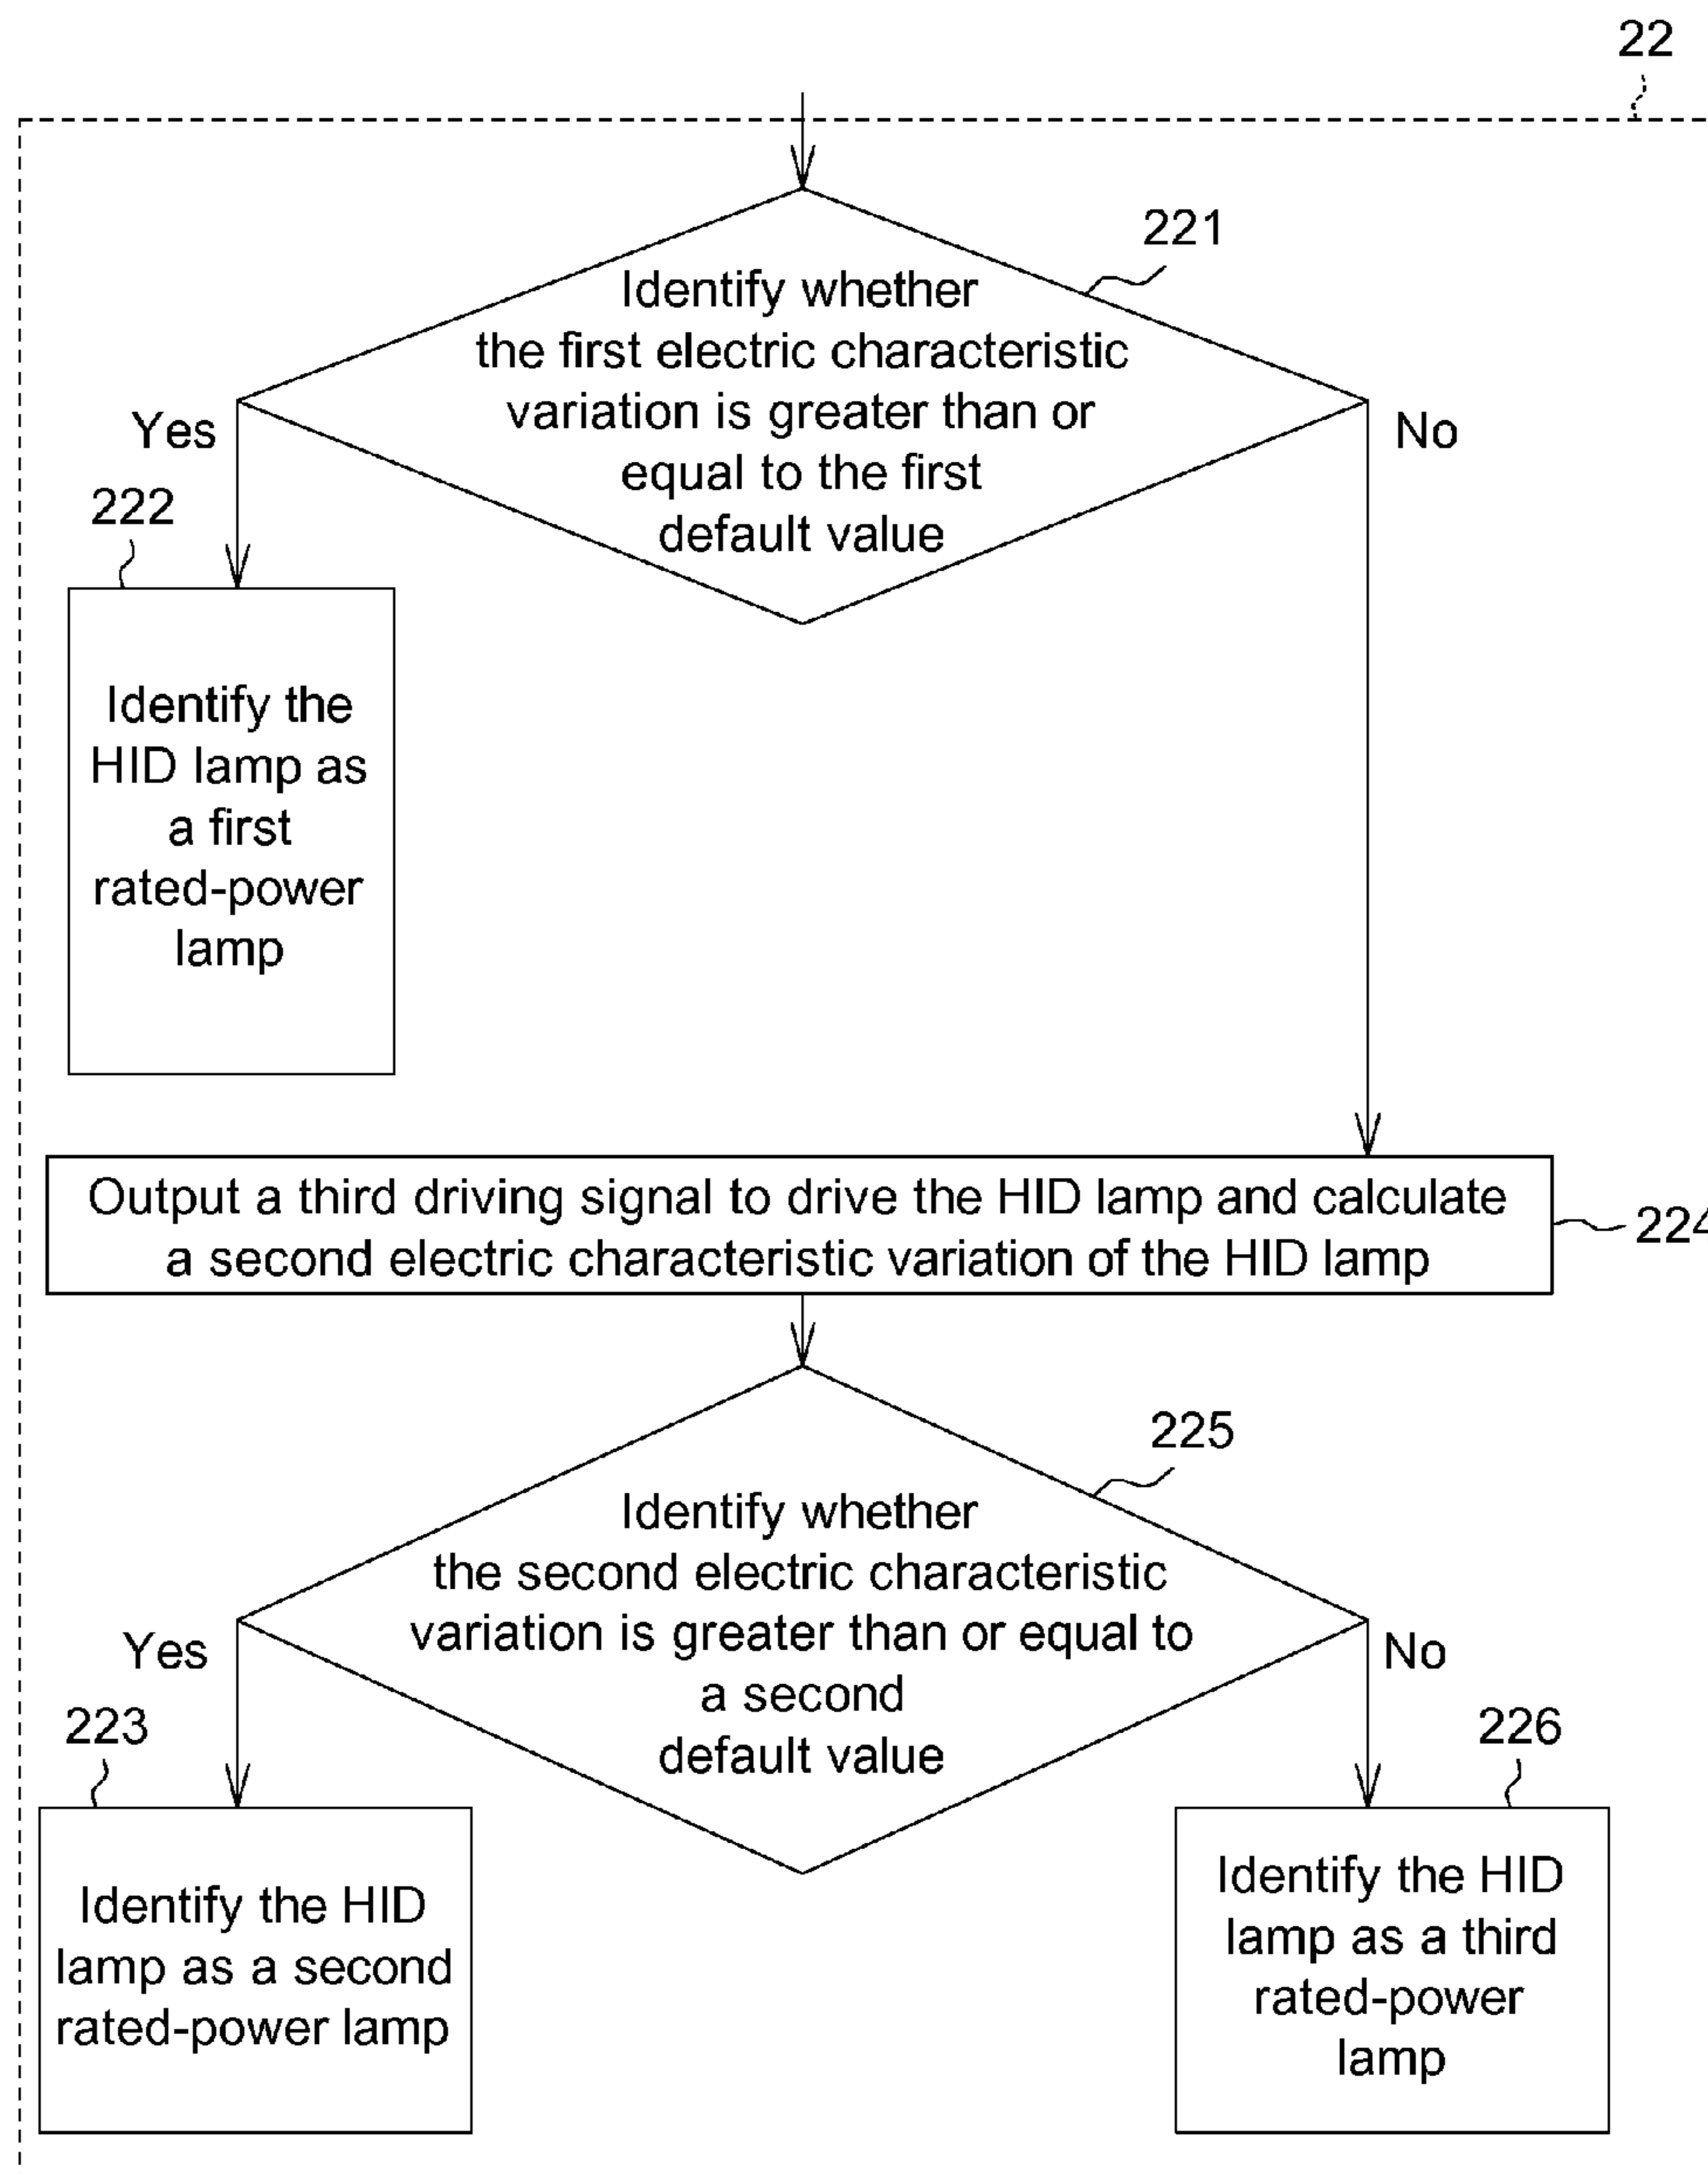 22
221
Identify whether
the first electric characteristic
variation is greater than or
equal to the first
default value
Yes
No
222
Identify the
HID lamp as
a first
rated-power
lamp
Output a third driving signal to drive the HID lamp and calculate
a second electric characteristic variation of the HID lamp
224
225
Identify whether
the second electric characteristic
variation is greater than or equal to
a second
default value
Yes
No
223
226
Identify the HID
lamp as a second
rated-power lamp
Identify the HID
lamp as a third
rated-power
lamp